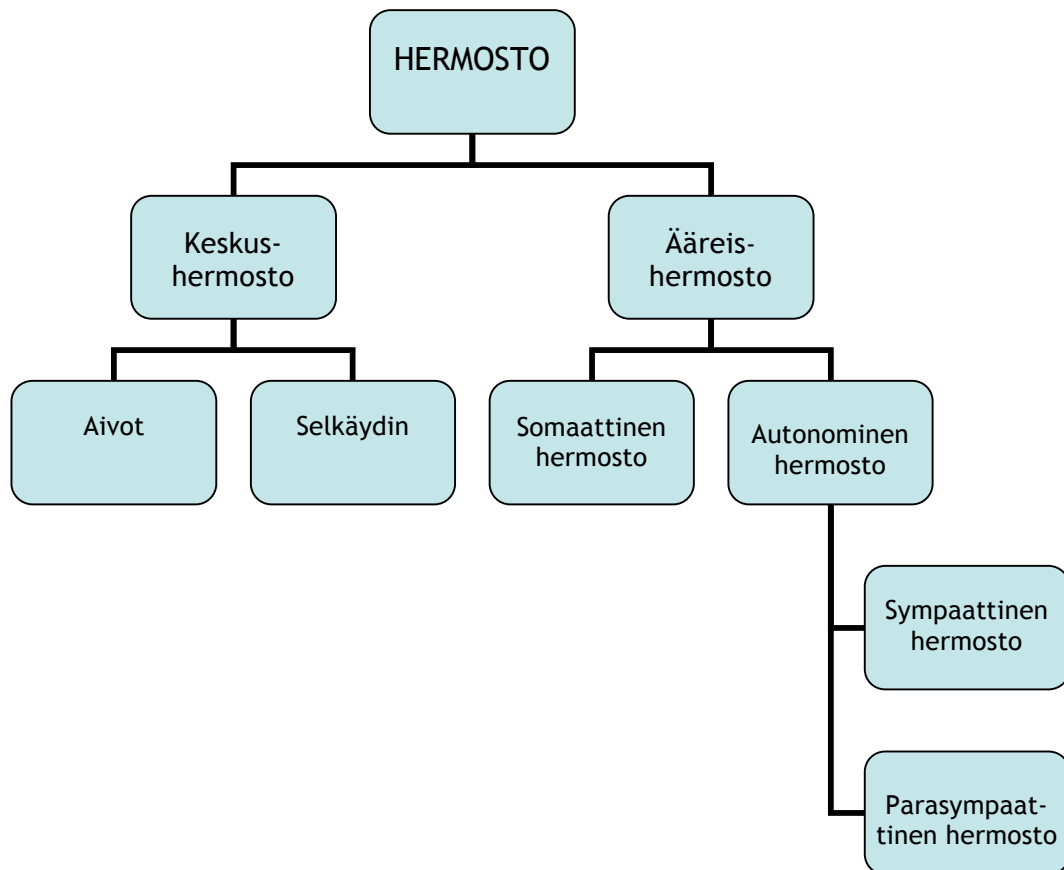 HERMOSTO
Keskus-
hermosto
Ääreis-
hermosto
Aivot
Selkäydin
Somaattinen
hermosto
Autonominen
hermosto
Sympaattinen
hermosto
Parasympaat-
tinen hermosto